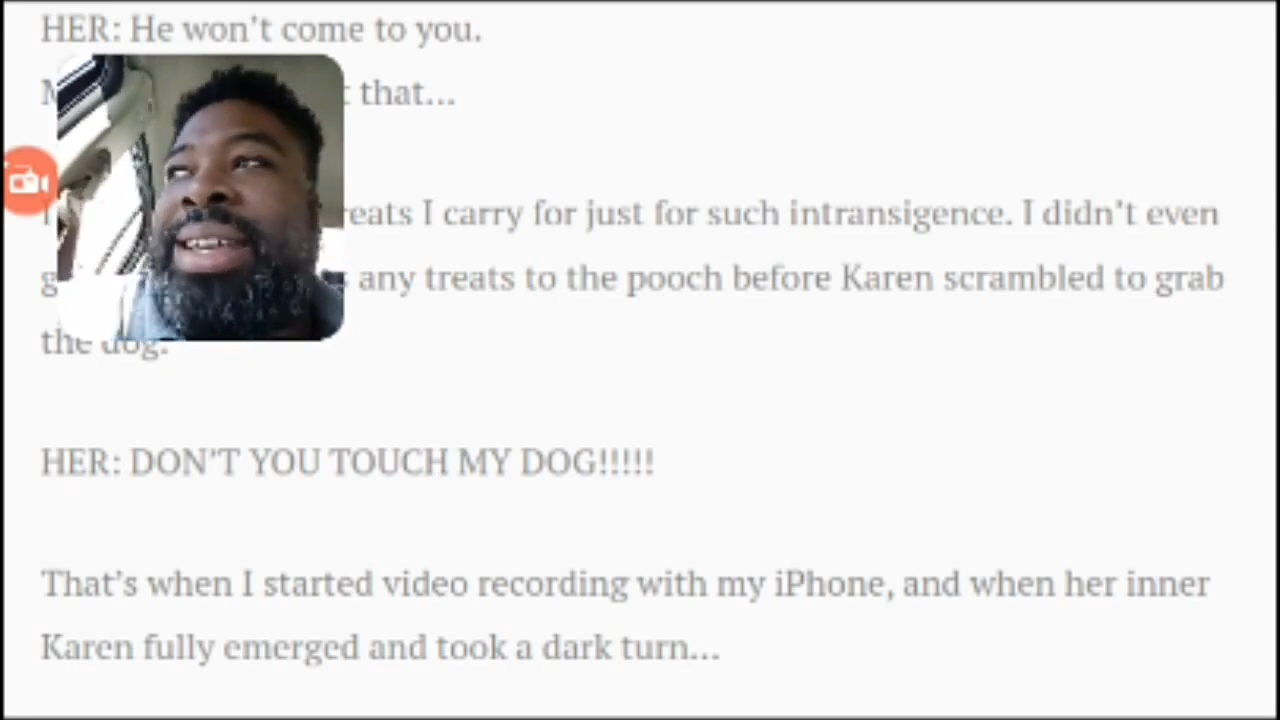 HER: He won't come to you.
that...
I carry for just for such intransigence. I didn't even
any treats to the pooch before Karen scrambled to grab
the dog.
HER: DON'T YOU TOUCH MY DOG!!!!!
That's when I started video recording with my iPhone, and when her inner
Karen fully emerged and took a dark turn...